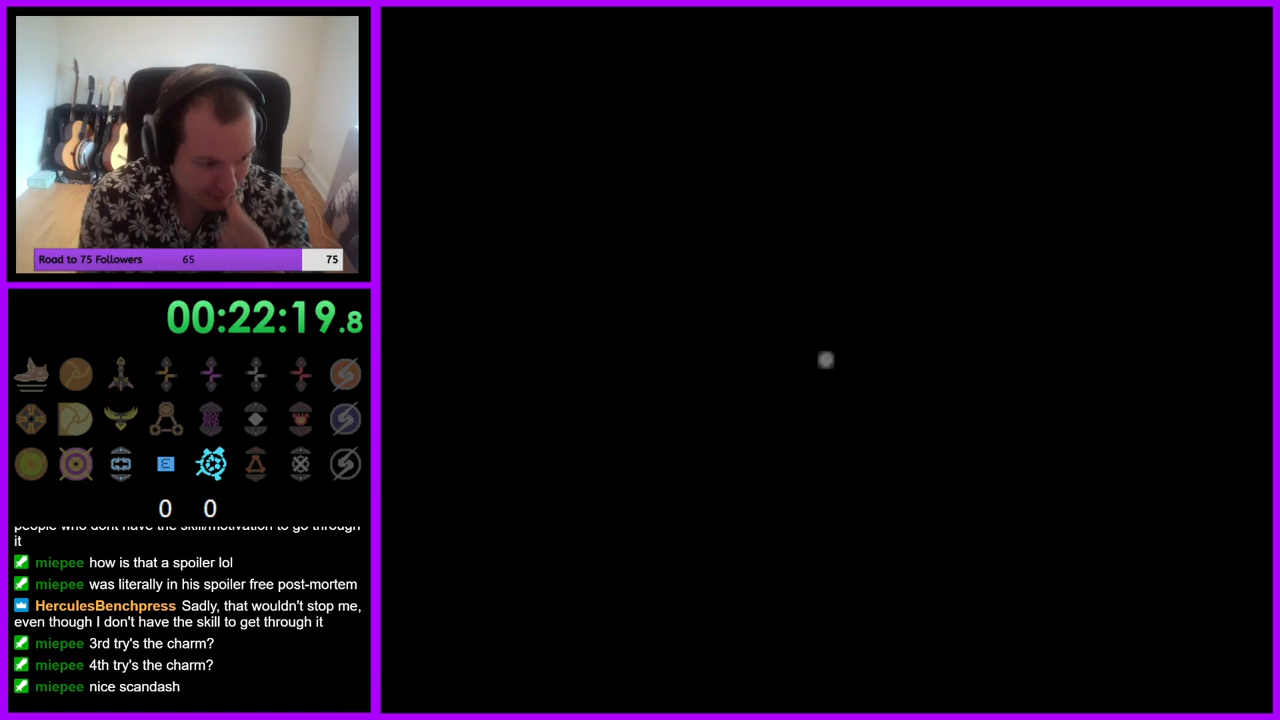 Road to 75 Followers 65 75
00:22:19.8
0 0
people who dont have the skill/motivation to go through
it
miepee how is that a spoiler lol
miepee was literally in his spoiler free post-mortem
HerculesBenchpress Sadly, that wouldn't stop me,
even though I don't have the skill to get through it
miepee 3rd try's the charm?
miepee 4th try's the charm?
miepee nice scandash